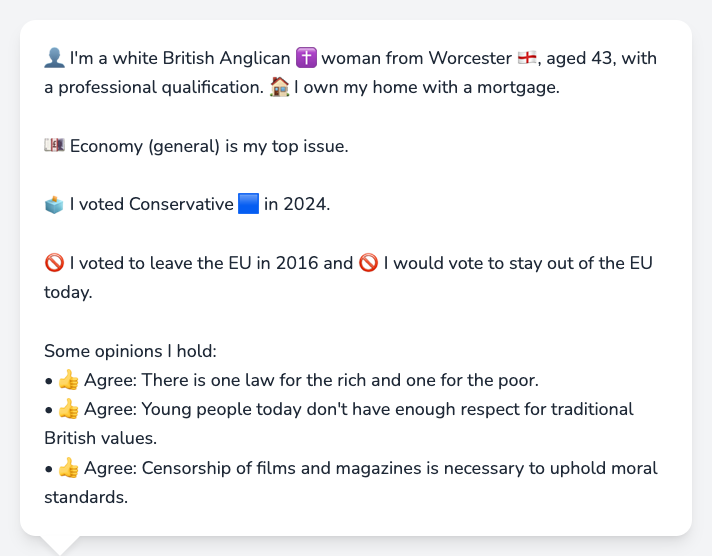 👤 I'm a white British Anglican ✝️ woman from Worcester 🏴󠁧󠁢󠁥󠁮󠁧󠁿, aged 43, with
a professional qualification. 🏠 I own my home with a mortgage.
💷 Economy (general) is my top issue.
🗳️ I voted Conservative 🟦 in 2024.
🚫 I voted to leave the EU in 2016 and 🚫 I would vote to stay out of the EU
today.
Some opinions I hold:
• 👍 Agree: There is one law for the rich and one for the poor.
• 👍 Agree: Young people today don't have enough respect for traditional
British values.
• 👍 Agree: Censorship of films and magazines is necessary to uphold moral
standards.